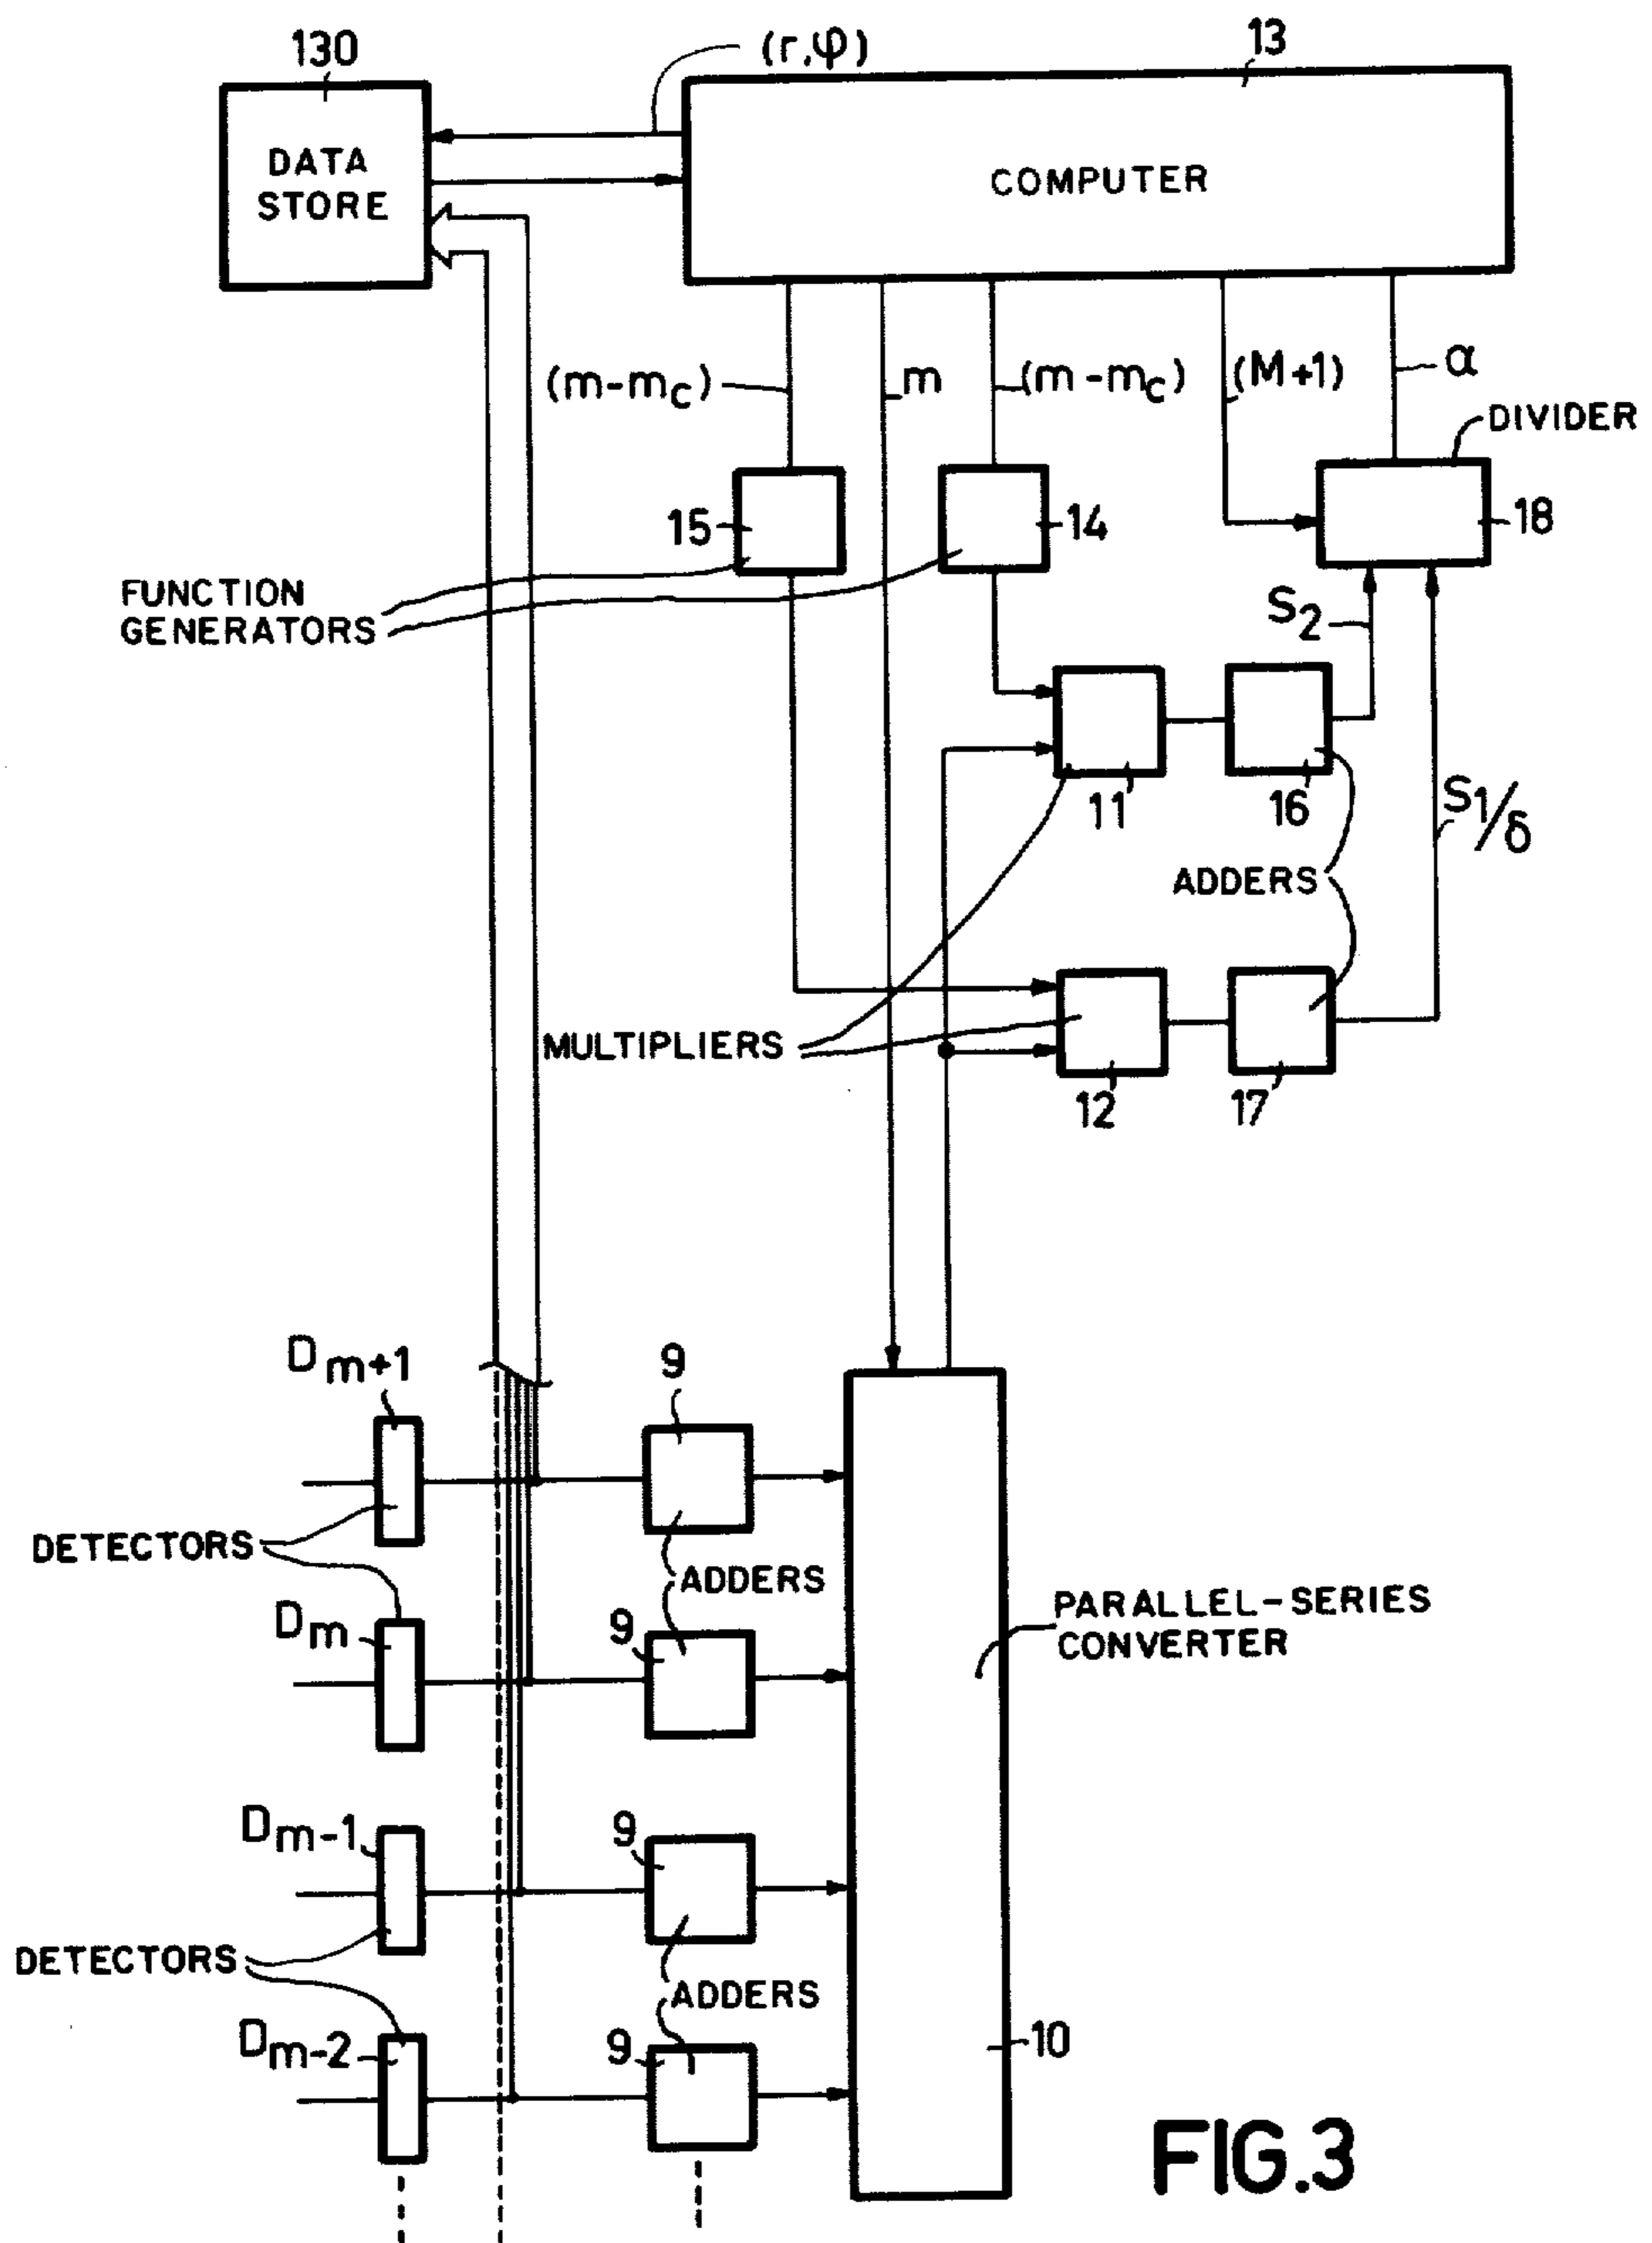 130
(r,φ)
13
DATA
STORE
COMPUTER
(m-mc)
m
(m-mc)
(M+1)
α
DIVIDER
15
14
18
FUNCTION
GENERATORS
S2
11
16
S1/δ
ADDERS
MULTIPLIERS
12
17
Dm+1
9
DETECTORS
ADDERS
Dm
9
PARALLEL-SERIES
CONVERTER
Dm-1
9
DETECTORS
ADDERS
Dm-2
9
10
FIG.3